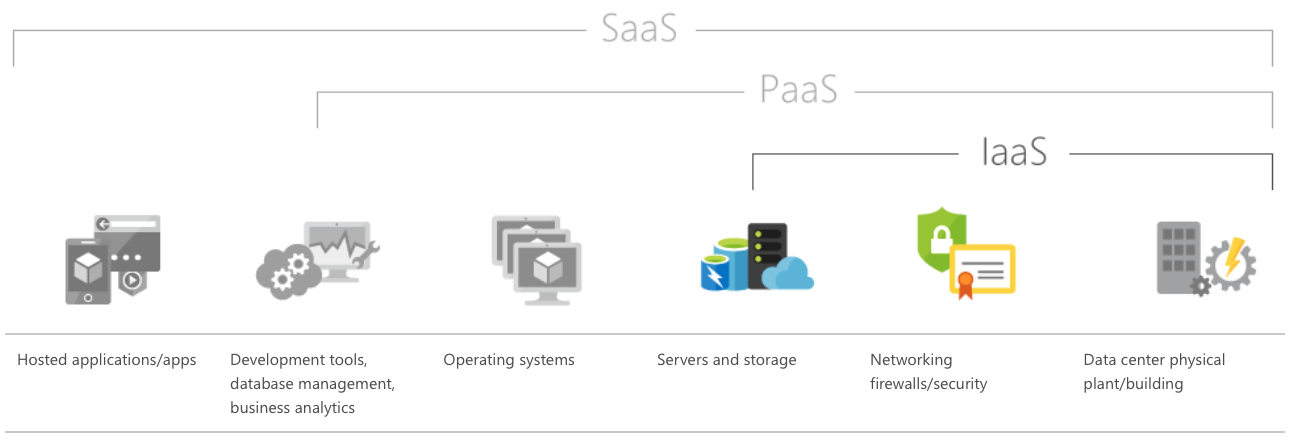 SaaS
PaaS
IaaS
Hosted applications/apps
Development tools,
database management,
business analytics
Operating systems
Servers and storage
Networking
firewalls/security
Data center physical
plant/building